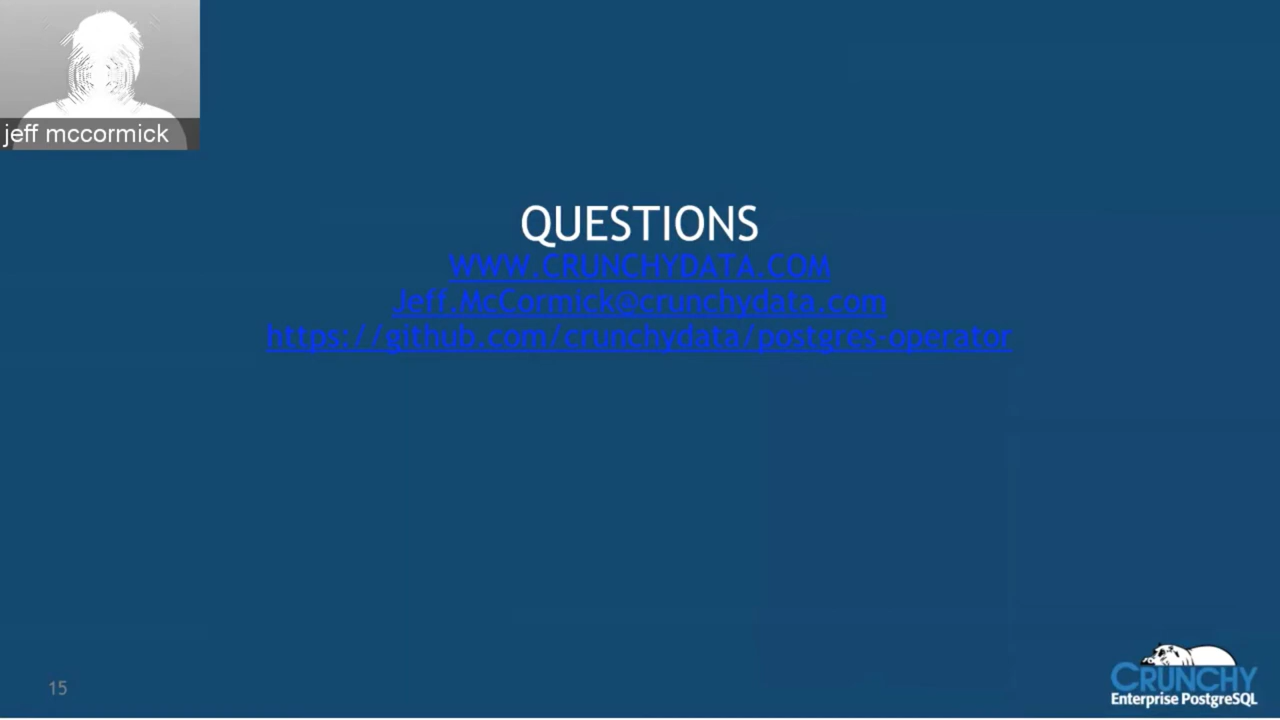 jeff mccormick
QUESTIONS
WWW.CRUNCHYDATA.COM
Jeff.McCormick@crunchydata.com
https://github.com/crunchydata/postgres-operator
15
CRUNCHY
Enterprise PostgreSQL